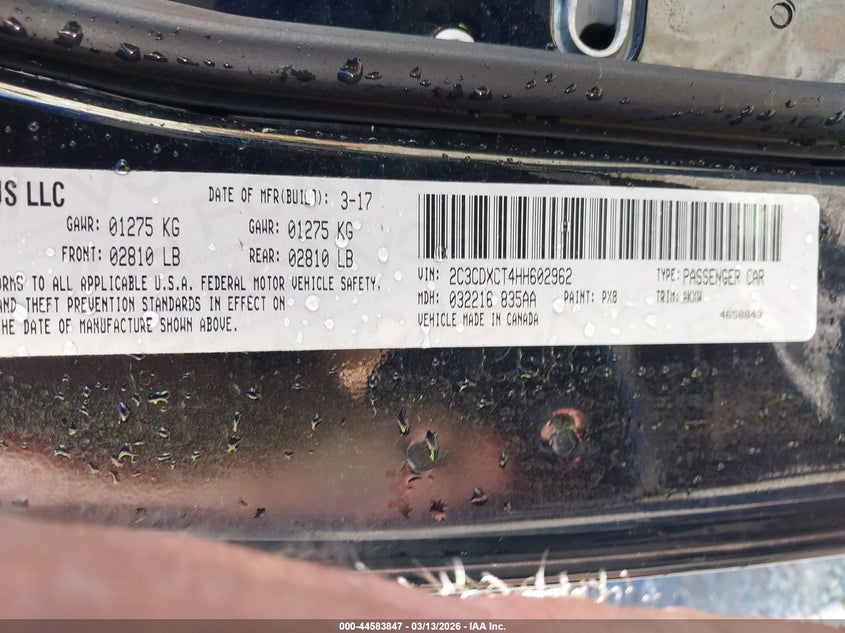 US LLC
DATE OF MFR(BUILT): 3-17
GAWR: 01275 KG GAWR: 01275 KG
FRONT: 02810 LB REAR: 02810 LB
TO ALL APPLICABLE U.S.A. FEDERAL MOTOR VEHICLE SAFETY,
AND THEFT PREVENTION STANDARDS IN EFFECT ON
THE DATE OF MANUFACTURE SHOWN ABOVE.
VIN: 2C3CDXCT4HH602962 TYPE: PASSENGER CAR
MDH: 032216 835AA PAINT: PX8 TRIM: AKXW
VEHICLE MADE IN CANADA 4658843
000-44583847 - 03/13/2026 - IAA Inc.